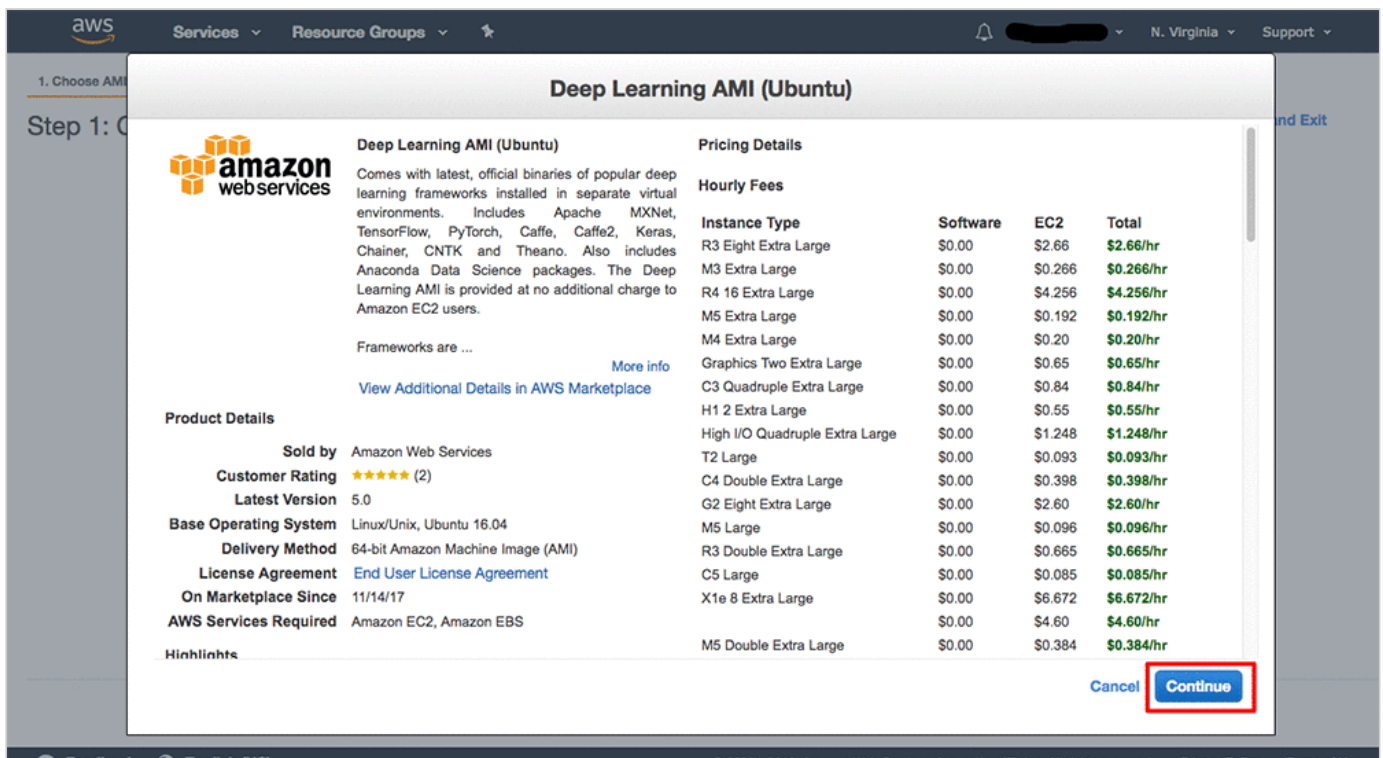 aws Services Resource Groups N. Virginia Support
1. Choose AMI
Step 1: C
and Exit
Deep Learning AMI (Ubuntu)
amazon
webservices
Deep Learning AMI (Ubuntu)
Comes with latest, official binaries of popular deep
learning frameworks installed in separate virtual
environments. Includes Apache MXNet,
TensorFlow, PyTorch, Caffe, Caffe2, Keras,
Chainer, CNTK and Theano. Also includes
Anaconda Data Science packages. The Deep
Learning AMI is provided at no additional charge to
Amazon EC2 users.
Frameworks are ...
More info
View Additional Details in AWS Marketplace
Product Details
Sold by Amazon Web Services
Customer Rating ★★★★★ (2)
Latest Version 5.0
Base Operating System Linux/Unix, Ubuntu 16.04
Delivery Method 64-bit Amazon Machine Image (AMI)
License Agreement End User License Agreement
On Marketplace Since 11/14/17
AWS Services Required Amazon EC2, Amazon EBS
Highlights
Pricing Details
Hourly Fees
Instance Type Software EC2 Total
R3 Eight Extra Large $0.00 $2.66 $2.66/hr
M3 Extra Large $0.00 $0.266 $0.266/hr
R4 16 Extra Large $0.00 $4.256 $4.256/hr
M5 Extra Large $0.00 $0.192 $0.192/hr
M4 Extra Large $0.00 $0.20 $0.20/hr
Graphics Two Extra Large $0.00 $0.65 $0.65/hr
C3 Quadruple Extra Large $0.00 $0.84 $0.84/hr
H1 2 Extra Large $0.00 $0.55 $0.55/hr
High I/O Quadruple Extra Large $0.00 $1.248 $1.248/hr
T2 Large $0.00 $0.093 $0.093/hr
C4 Double Extra Large $0.00 $0.398 $0.398/hr
G2 Eight Extra Large $0.00 $2.60 $2.60/hr
M5 Large $0.00 $0.096 $0.096/hr
R3 Double Extra Large $0.00 $0.665 $0.665/hr
C5 Large $0.00 $0.085 $0.085/hr
X1e 8 Extra Large $0.00 $6.672 $6.672/hr
$0.00 $4.60 $4.60/hr
M5 Double Extra Large $0.00 $0.384 $0.384/hr
Cancel Continue